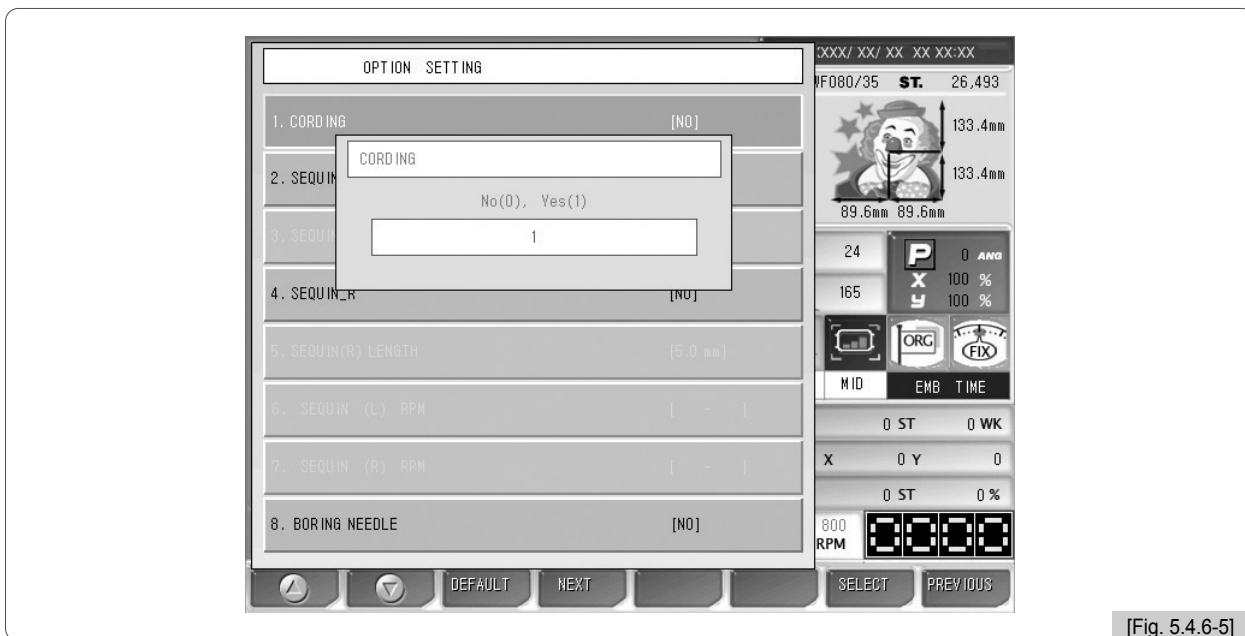 OPTION SETTING
1. CORDING [NO]
CORDING
No(0), Yes(1)
1
2. SEQUIN
3. SEQUIN
4. SEQUIN_R [NO]
5. SEQUIN(R) LENGTH [5.0 mm]
6. SEQUIN (L) RPM [ - ]
7. SEQUIN (R) RPM [ - ]
8. BORING NEEDLE [NO]
XXX/ XX/ XX XX XX:XX
WF080/35 ST. 26,493
133.4mm
133.4mm
89.6mm 89.6mm
24
P 0 ANG
165
X 100 %
Y 100 %
ORG
FIX
MID EMB TIME
0 ST 0 WK
X 0 Y 0
0 ST 0 %
800
RPM 0000
DEFAULT NEXT SELECT PREVIOUS
[Fig. 5.4.6-5]